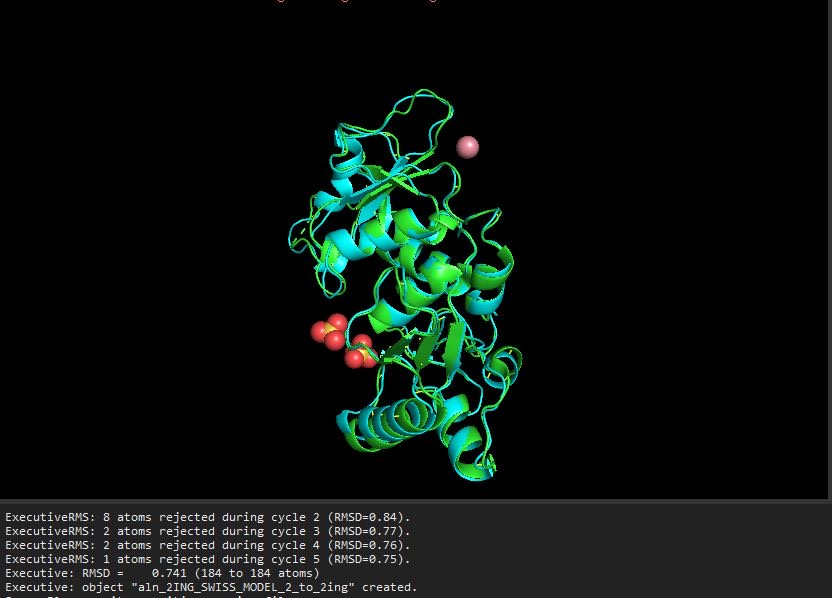 ExecutiveRMS: 8 atoms rejected during cycle 2 (RMSD=0.84).
ExecutiveRMS: 2 atoms rejected during cycle 3 (RMSD=0.77).
ExecutiveRMS: 2 atoms rejected during cycle 4 (RMSD=0.76).
ExecutiveRMS: 1 atoms rejected during cycle 5 (RMSD=0.75).
Executive: RMSD =    0.741 (184 to 184 atoms)
Executive: object "aln_2ING_SWISS_MODEL_2_to_2ing" created.